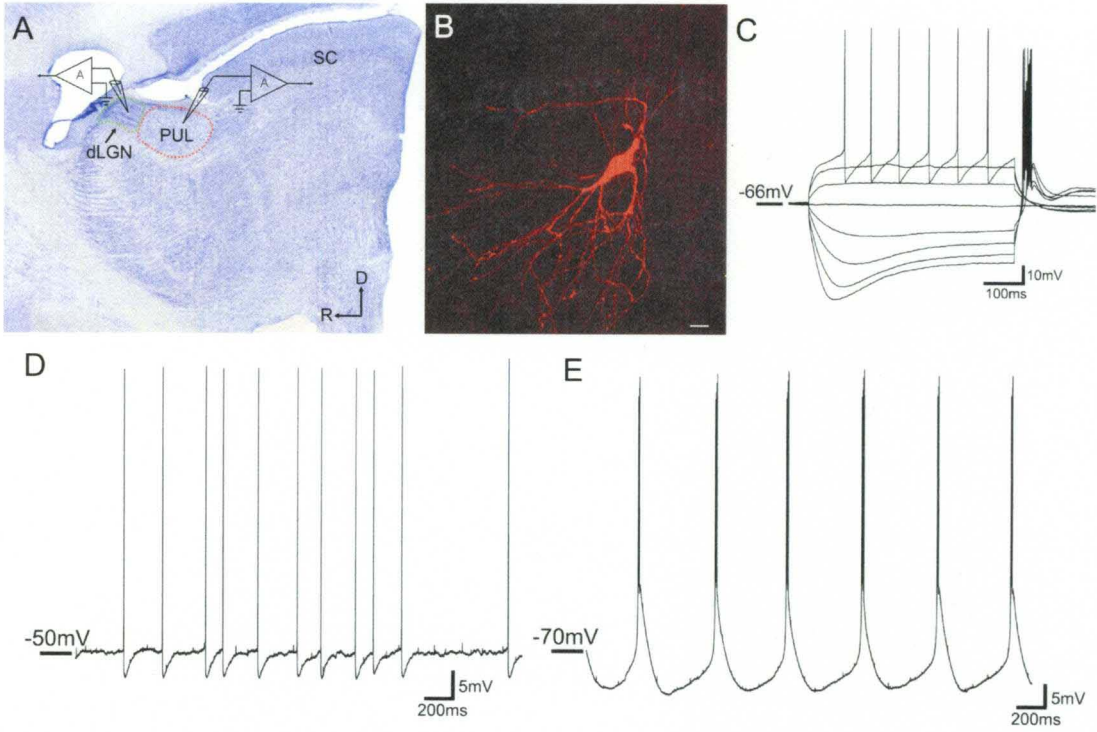 A
SC
A
A
PUL
dLGN
D
R
B
C
-66mV
10mV
100ms
D
-50mV
5mV
200ms
E
-70mV
5mV
200ms